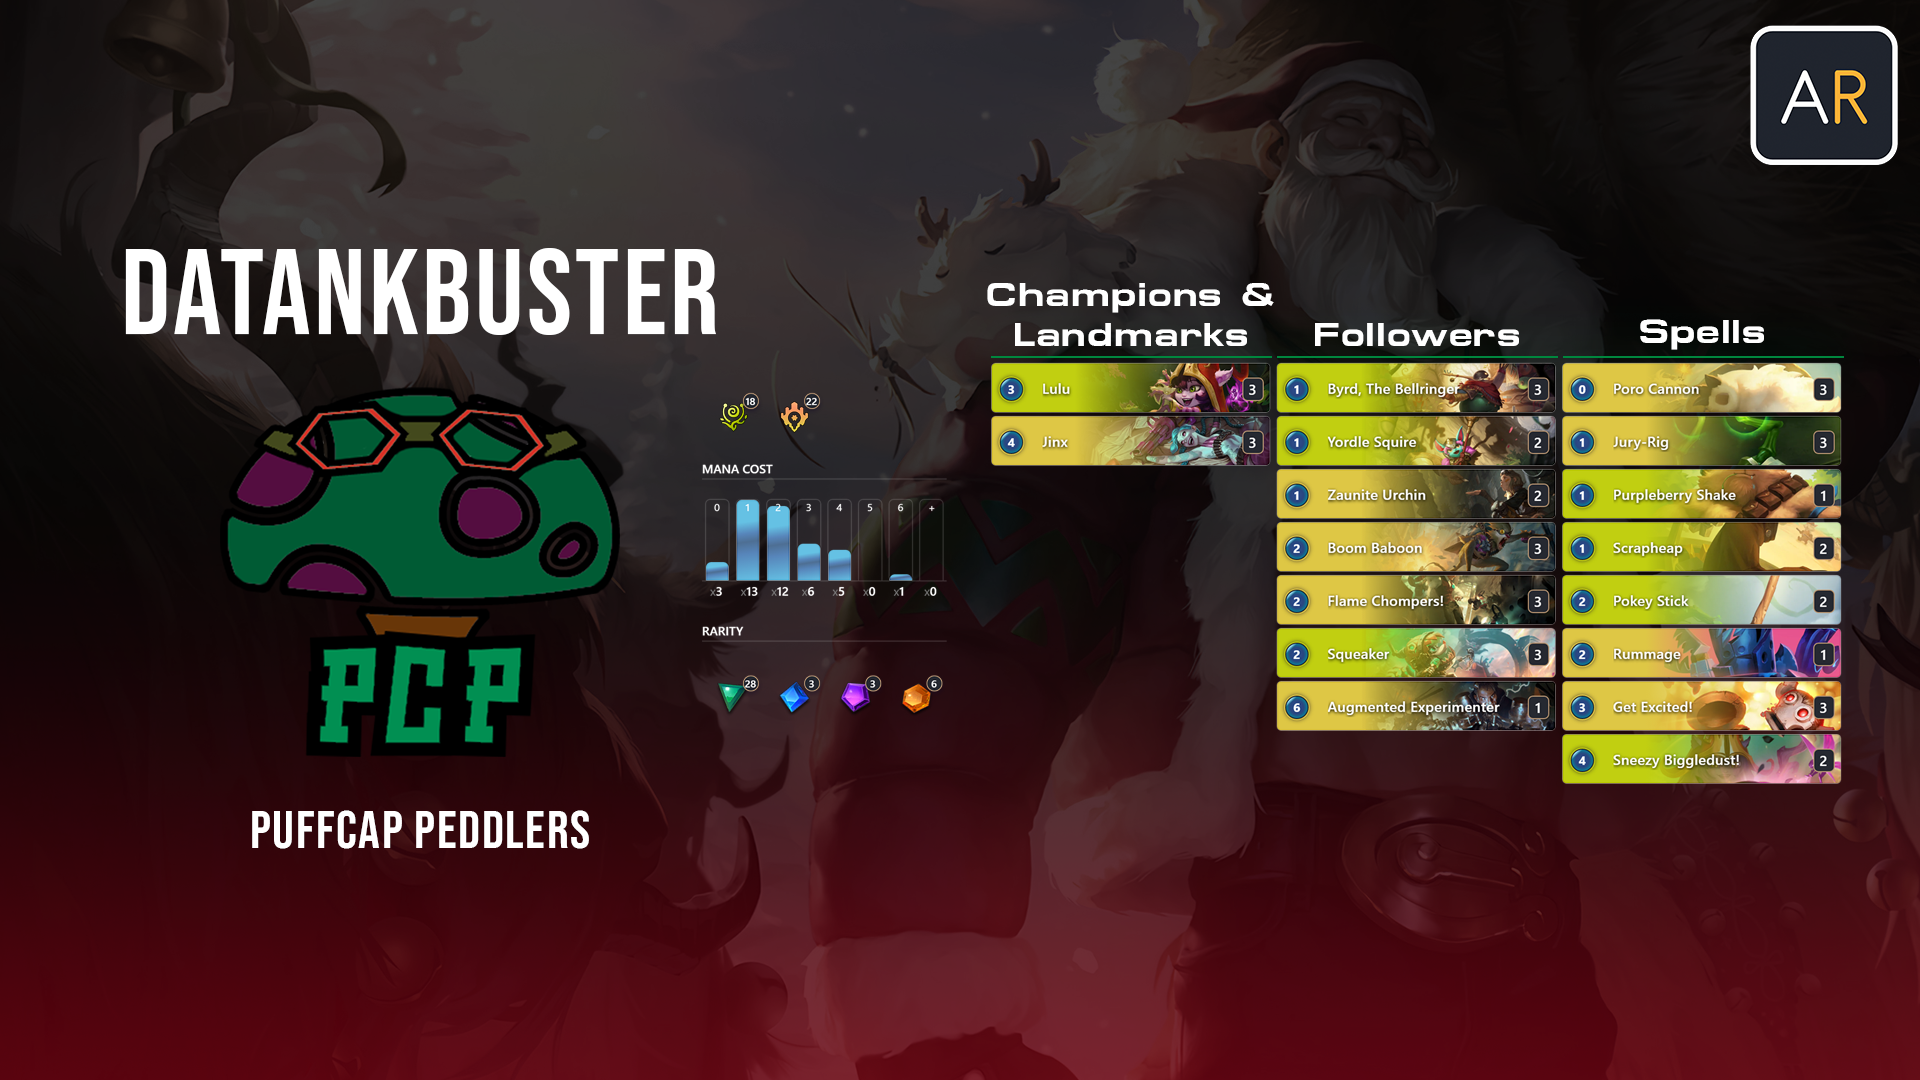 AR
DATANKBUSTER
PCP
PUFFCAP PEDDLERS
18 22
MANA COST
0 1 2 3 4 5 6 +
x3 x13 x12 x6 x5 x0 x1 x0
RARITY
28 3 3 6
Champions &
Landmarks
3 Lulu 3
4 Jinx 3
Followers
1 Byrd, The Bellringer 3
1 Yordle Squire 2
1 Zaunite Urchin 2
2 Boom Baboon 3
2 Flame Chompers! 3
2 Squeaker 3
6 Augmented Experimenter 1
Spells
0 Poro Cannon 3
1 Jury-Rig 3
1 Purpleberry Shake 1
1 Scrapheap 2
2 Pokey Stick 2
2 Rummage 1
3 Get Excited! 3
4 Sneezy Biggledust! 2